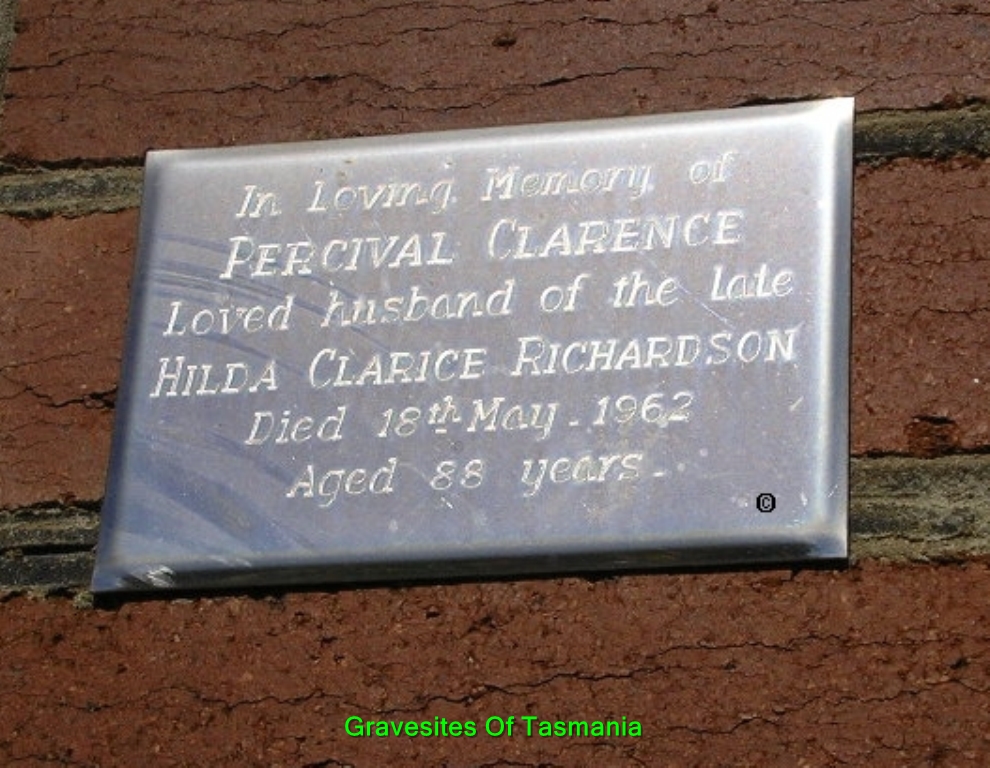 In Loving Memory of
PERCIVAL CLARENCE
Loved husband of the late
HILDA CLARICE RICHARDSON
Died 18th May. 1962
Aged 88 years.
©
Gravesites Of Tasmania